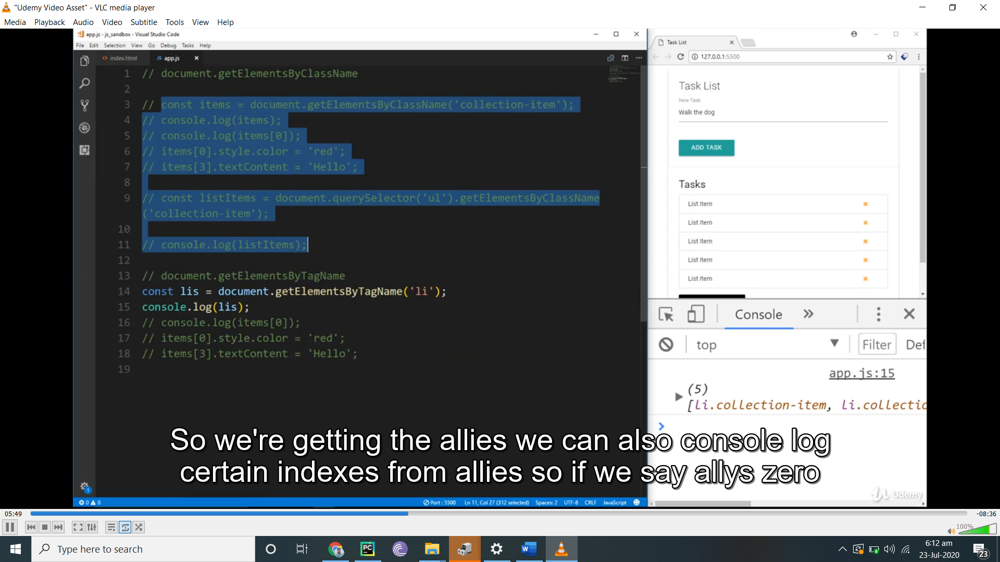 "Udemy Video Asset" - VLC media player
Media Playback Audio Video Subtitle Tools View Help
app.js - js_sandbox - Visual Studio Code
File Edit Selection View Go Debug Tasks Help
index.html JS app.js
1 // document.getElementsByClassName
2
3 // const items = document.getElementsByClassName('collection-item');
4 // console.log(items);
5 // console.log(items[0]);
6 // items[0].style.color = 'red';
7 // items[3].textContent = 'Hello';
8
9 // const listItems = document.querySelector('ul').getElementsByClassName
('collection-item');
10
11 // console.log(listItems);
12
13 // document.getElementsByTagName
14 const lis = document.getElementsByTagName('li');
15 console.log(lis);
16 // console.log(items[0]);
17 // items[0].style.color = 'red';
18 // items[3].textContent = 'Hello';
19
1
0 0 Port : 5500 Ln 11, Col 27 (312 selected) Spaces: 2 UTF-8 CRLF JavaScript
Task List
127.0.0.1:5500
Task List
New Task
Walk the dog
ADD TASK
Tasks
List Item
List Item
List Item
List Item
List Item
Console
top Filter Def
app.js:15
(5)
[li.collection-item, li.collectio
So we're getting the allies we can also console log
certain indexes from allies so if we say allys zero
Udemy
05:49 -08:36
100%
Type here to search
PC
W
6:12 am
23-Jul-2020
23